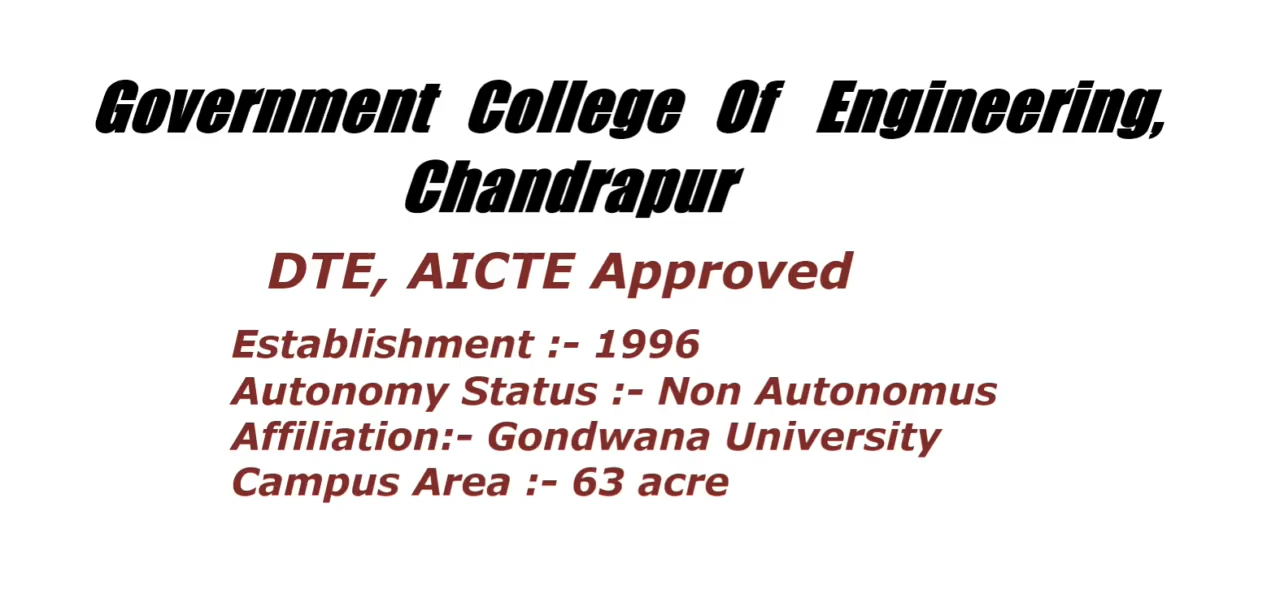 Government College Of Engineering,
Chandrapur
DTE, AICTE Approved
Establishment :- 1996
Autonomy Status :- Non Autonomus
Affiliation:- Gondwana University
Campus Area :- 63 acre